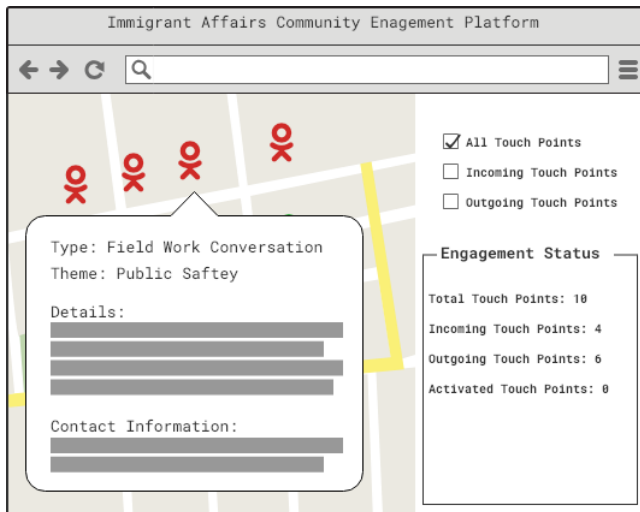 Immigrant Affairs Community Enagement Platform
All Touch Points
Incoming Touch Points
Outgoing Touch Points
Type: Field Work Conversation
Theme: Public Saftey
Details:
Contact Information:
Engagement Status
Total Touch Points: 10
Incoming Touch Points: 4
Outgoing Touch Points: 6
Activated Touch Points: 0